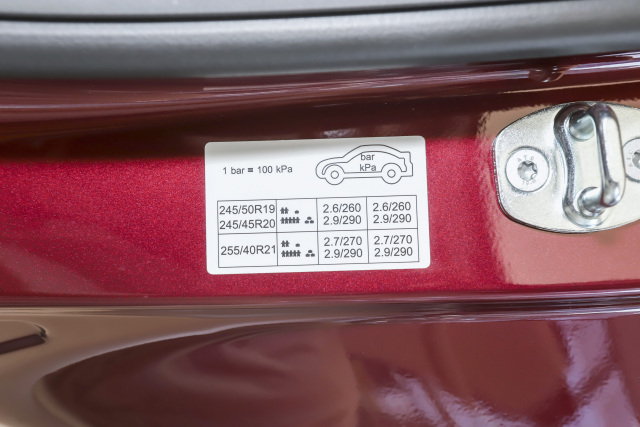 1 bar = 100 kPa
bar
kPa
245/50R19 2.6/260 2.6/260
245/45R20 2.9/290 2.9/290
255/40R21 2.7/270 2.7/270
2.9/290 2.9/290